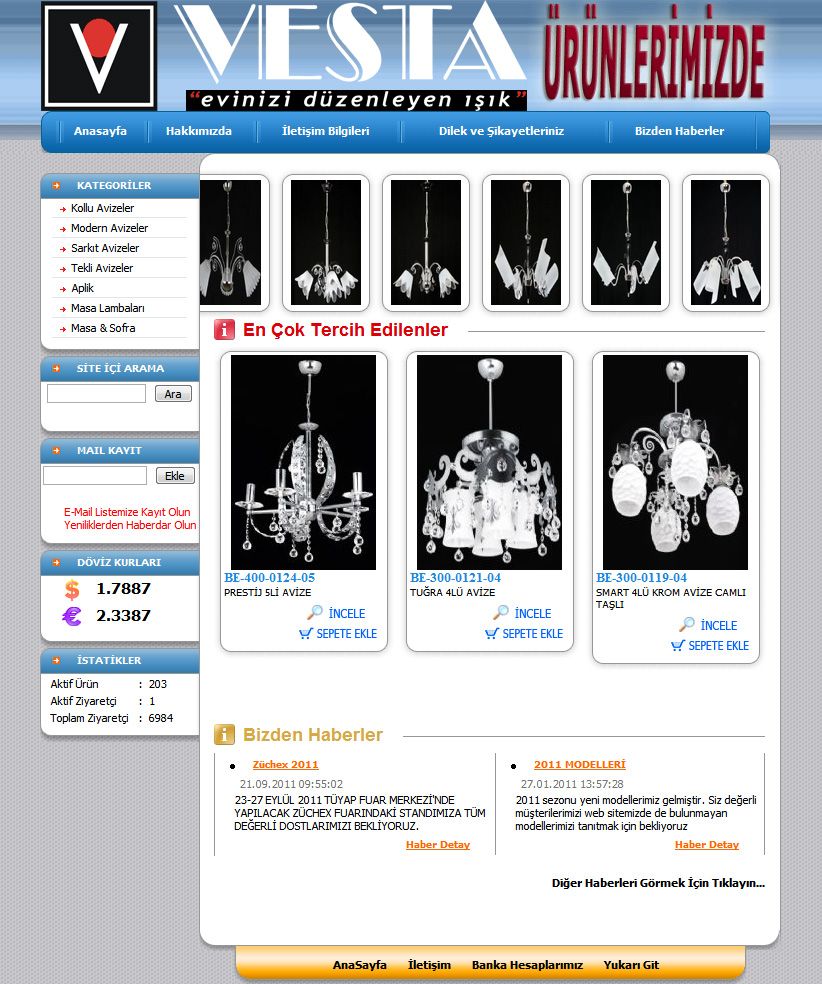 VESTA
"evinizi düzenleyen ışık"
ÜRÜNLERİMİZDE
Anasayfa
Hakkımızda
İletişim Bilgileri
Dilek ve Şikayetleriniz
Bizden Haberler
KATEGORİLER
Kollu Avizeler
Modern Avizeler
Sarkıt Avizeler
Tekli Avizeler
Aplik
Masa Lambaları
Masa & Sofra
SİTE İÇİ ARAMA
Ara
MAIL KAYIT
Ekle
E-Mail Listemize Kayıt Olun
Yeniliklerden Haberdar Olun
DÖVİZ KURLARI
$ 1.7887
€ 2.3387
İSTATİKLER
Aktif Ürün : 203
Aktif Ziyaretçi : 1
Toplam Ziyaretçi : 6984
En Çok Tercih Edilenler
BE-400-0124-05
PRESTİJ 5Lİ AVİZE
İNCELE
SEPETE EKLE
BE-300-0121-04
TUĞRA 4LÜ AVİZE
İNCELE
SEPETE EKLE
BE-300-0119-04
SMART 4LÜ KROM AVİZE CAMLI
TAŞLI
İNCELE
SEPETE EKLE
Bizden Haberler
Züchex 2011
21.09.2011 09:55:02
23-27 EYLÜL 2011 TÜYAP FUAR MERKEZİ'NDE
YAPILACAK ZÜCHEX FUARINDAKİ STANDIMIZA TÜM
DEĞERLİ DOSTLARIMIZI BEKLİYORUZ.
Haber Detay
2011 MODELLERİ
27.01.2011 13:57:28
2011 sezonu yeni modellerimiz gelmiştir. Siz değerli
müşterilerimizi web sitemizde de bulunmayan
modellerimizi tanıtmak için bekliyoruz
Haber Detay
Diğer Haberleri Görmek İçin Tıklayın...
AnaSayfa
İletişim
Banka Hesaplarımız
Yukarı Git